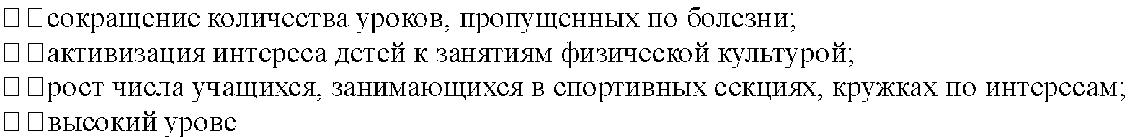 сокращение количества уроков, пропущенных по болезни;
активизация интереса детей к занятиям физической культурой;
рост числа учащихся, занимающихся в спортивных секциях, кружках по интересам;
высокий урове